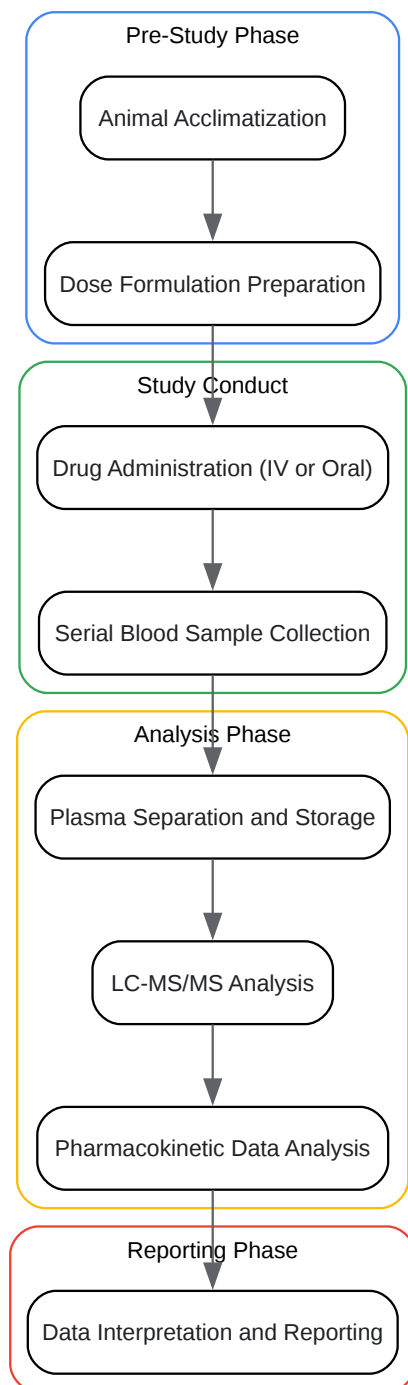 Pre-Study Phase
Animal Acclimatization
Dose Formulation Preparation
Study Conduct
Drug Administration (IV or Oral)
Serial Blood Sample Collection
Analysis Phase
Plasma Separation and Storage
LC-MS/MS Analysis
Pharmacokinetic Data Analysis
Reporting Phase
Data Interpretation and Reporting